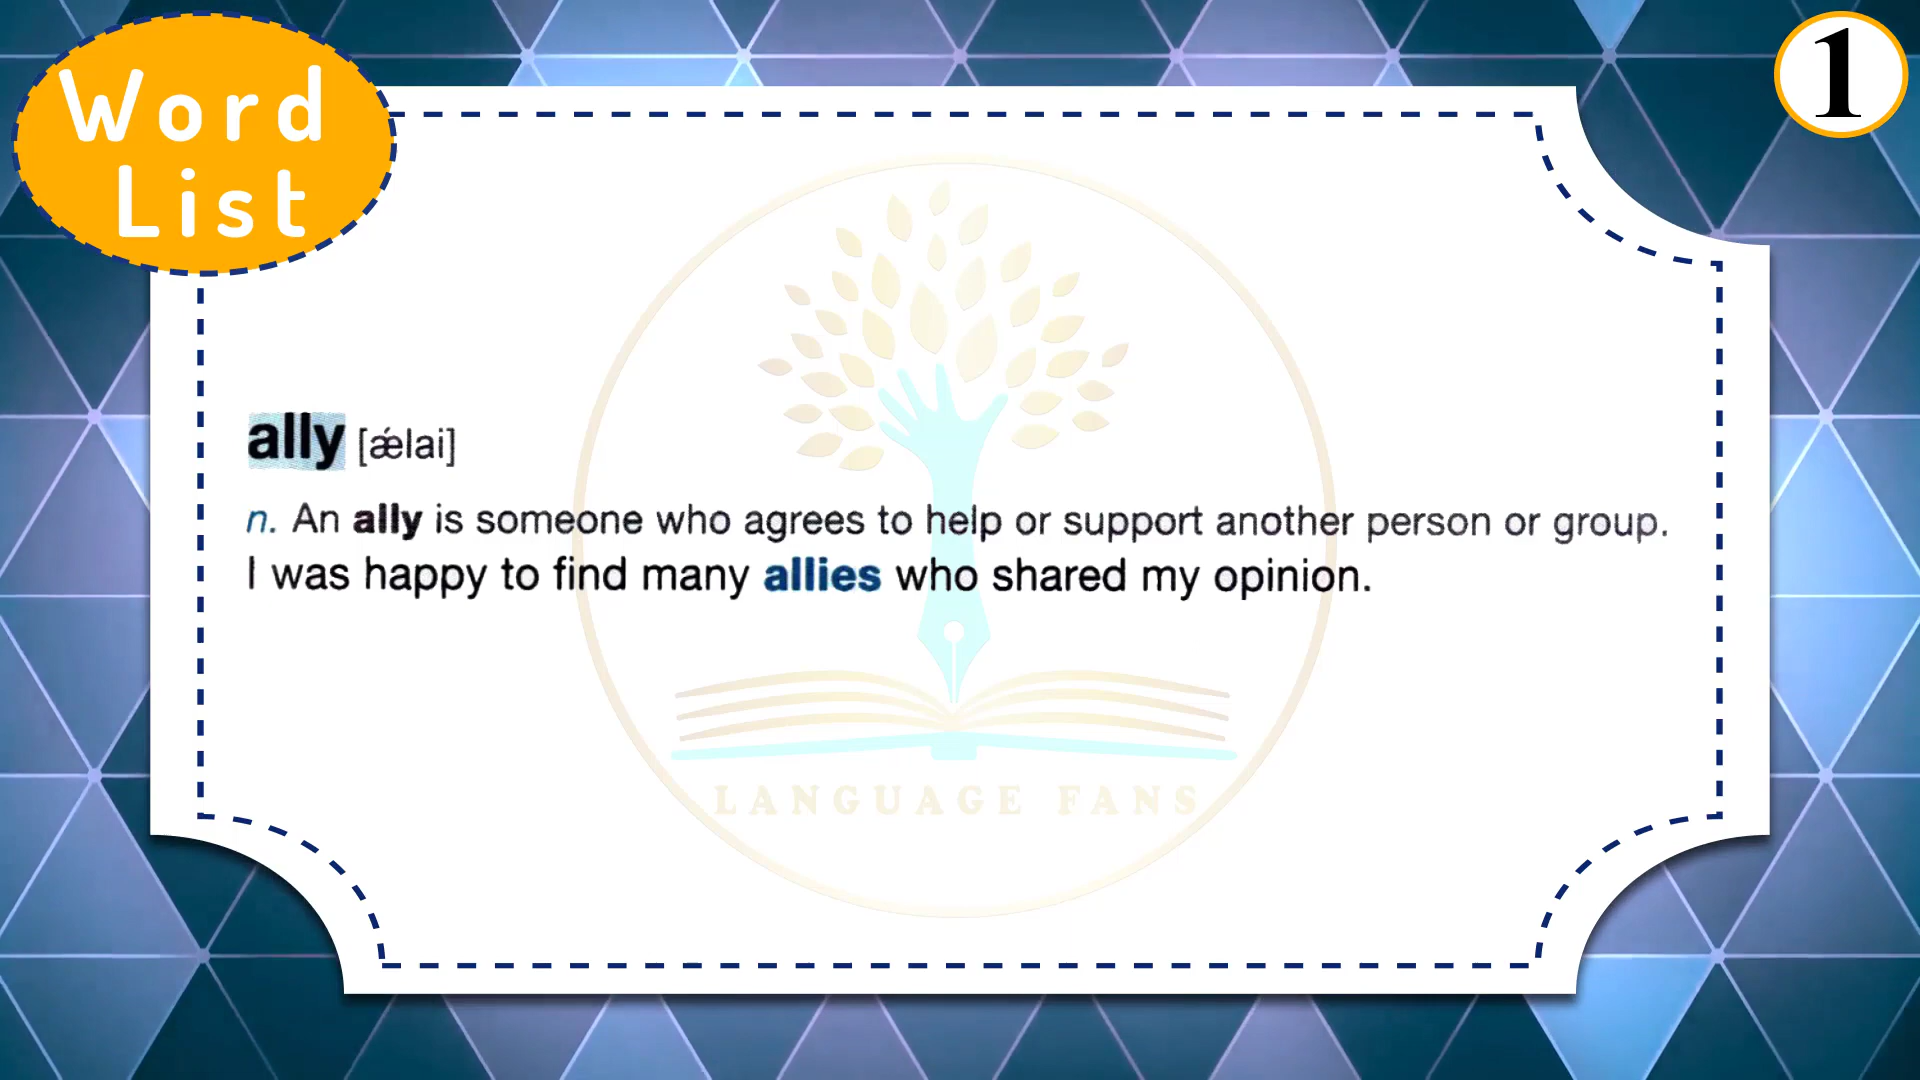 Word
List
1
ally [ǽlai]
n. An ally is someone who agrees to help or support another person or group.
I was happy to find many allies who shared my opinion.
LANGUAGE FANS